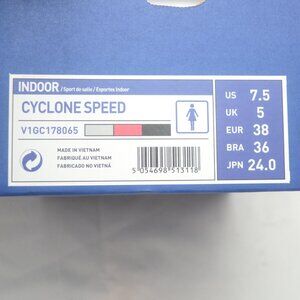 INDOOR /Sport de salle / Esportes Indoor
CYCLONE SPEED
V1GC178065
MADE IN VIETNAM
FABRIQUÉ AU VIETNAM
FABRICADO NO VIETNÃ
5 054698 513118
US 7.5
UK 5
EUR 38
BRA 36
JPN 24.0